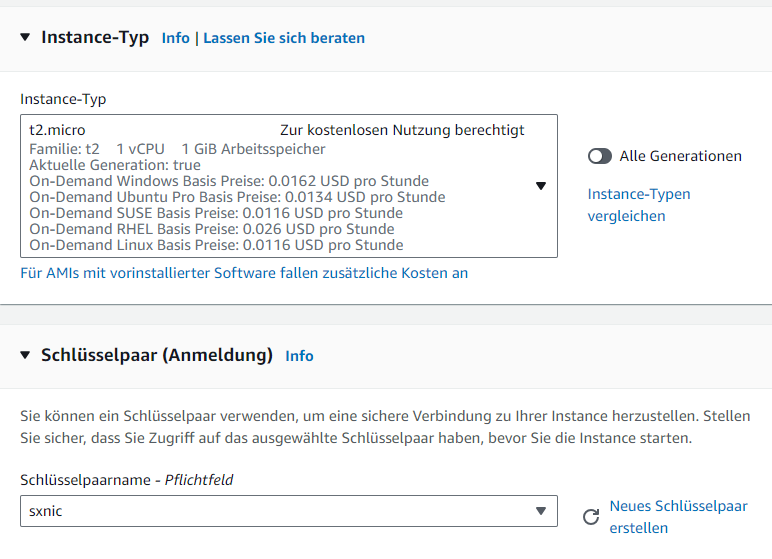 Instance-Typ Info | Lassen Sie sich beraten
Instance-Typ
t2.micro Zur kostenlosen Nutzung berechtigt
Familie: t2 1 vCPU 1 GiB Arbeitsspeicher
Aktuelle Generation: true
On-Demand Windows Basis Preise: 0.0162 USD pro Stunde
On-Demand Ubuntu Pro Basis Preise: 0.0134 USD pro Stunde
On-Demand SUSE Basis Preise: 0.0116 USD pro Stunde
On-Demand RHEL Basis Preise: 0.026 USD pro Stunde
On-Demand Linux Basis Preise: 0.0116 USD pro Stunde
Alle Generationen
Instance-Typen
vergleichen
Für AMIs mit vorinstallierter Software fallen zusätzliche Kosten an
Schlüsselpaar (Anmeldung) Info
Sie können ein Schlüsselpaar verwenden, um eine sichere Verbindung zu Ihrer Instance herzustellen. Stellen
Sie sicher, dass Sie Zugriff auf das ausgewählte Schlüsselpaar haben, bevor Sie die Instance starten.
Schlüsselpaarname - Pflichtfeld
sxnic
Neues Schlüsselpaar
erstellen